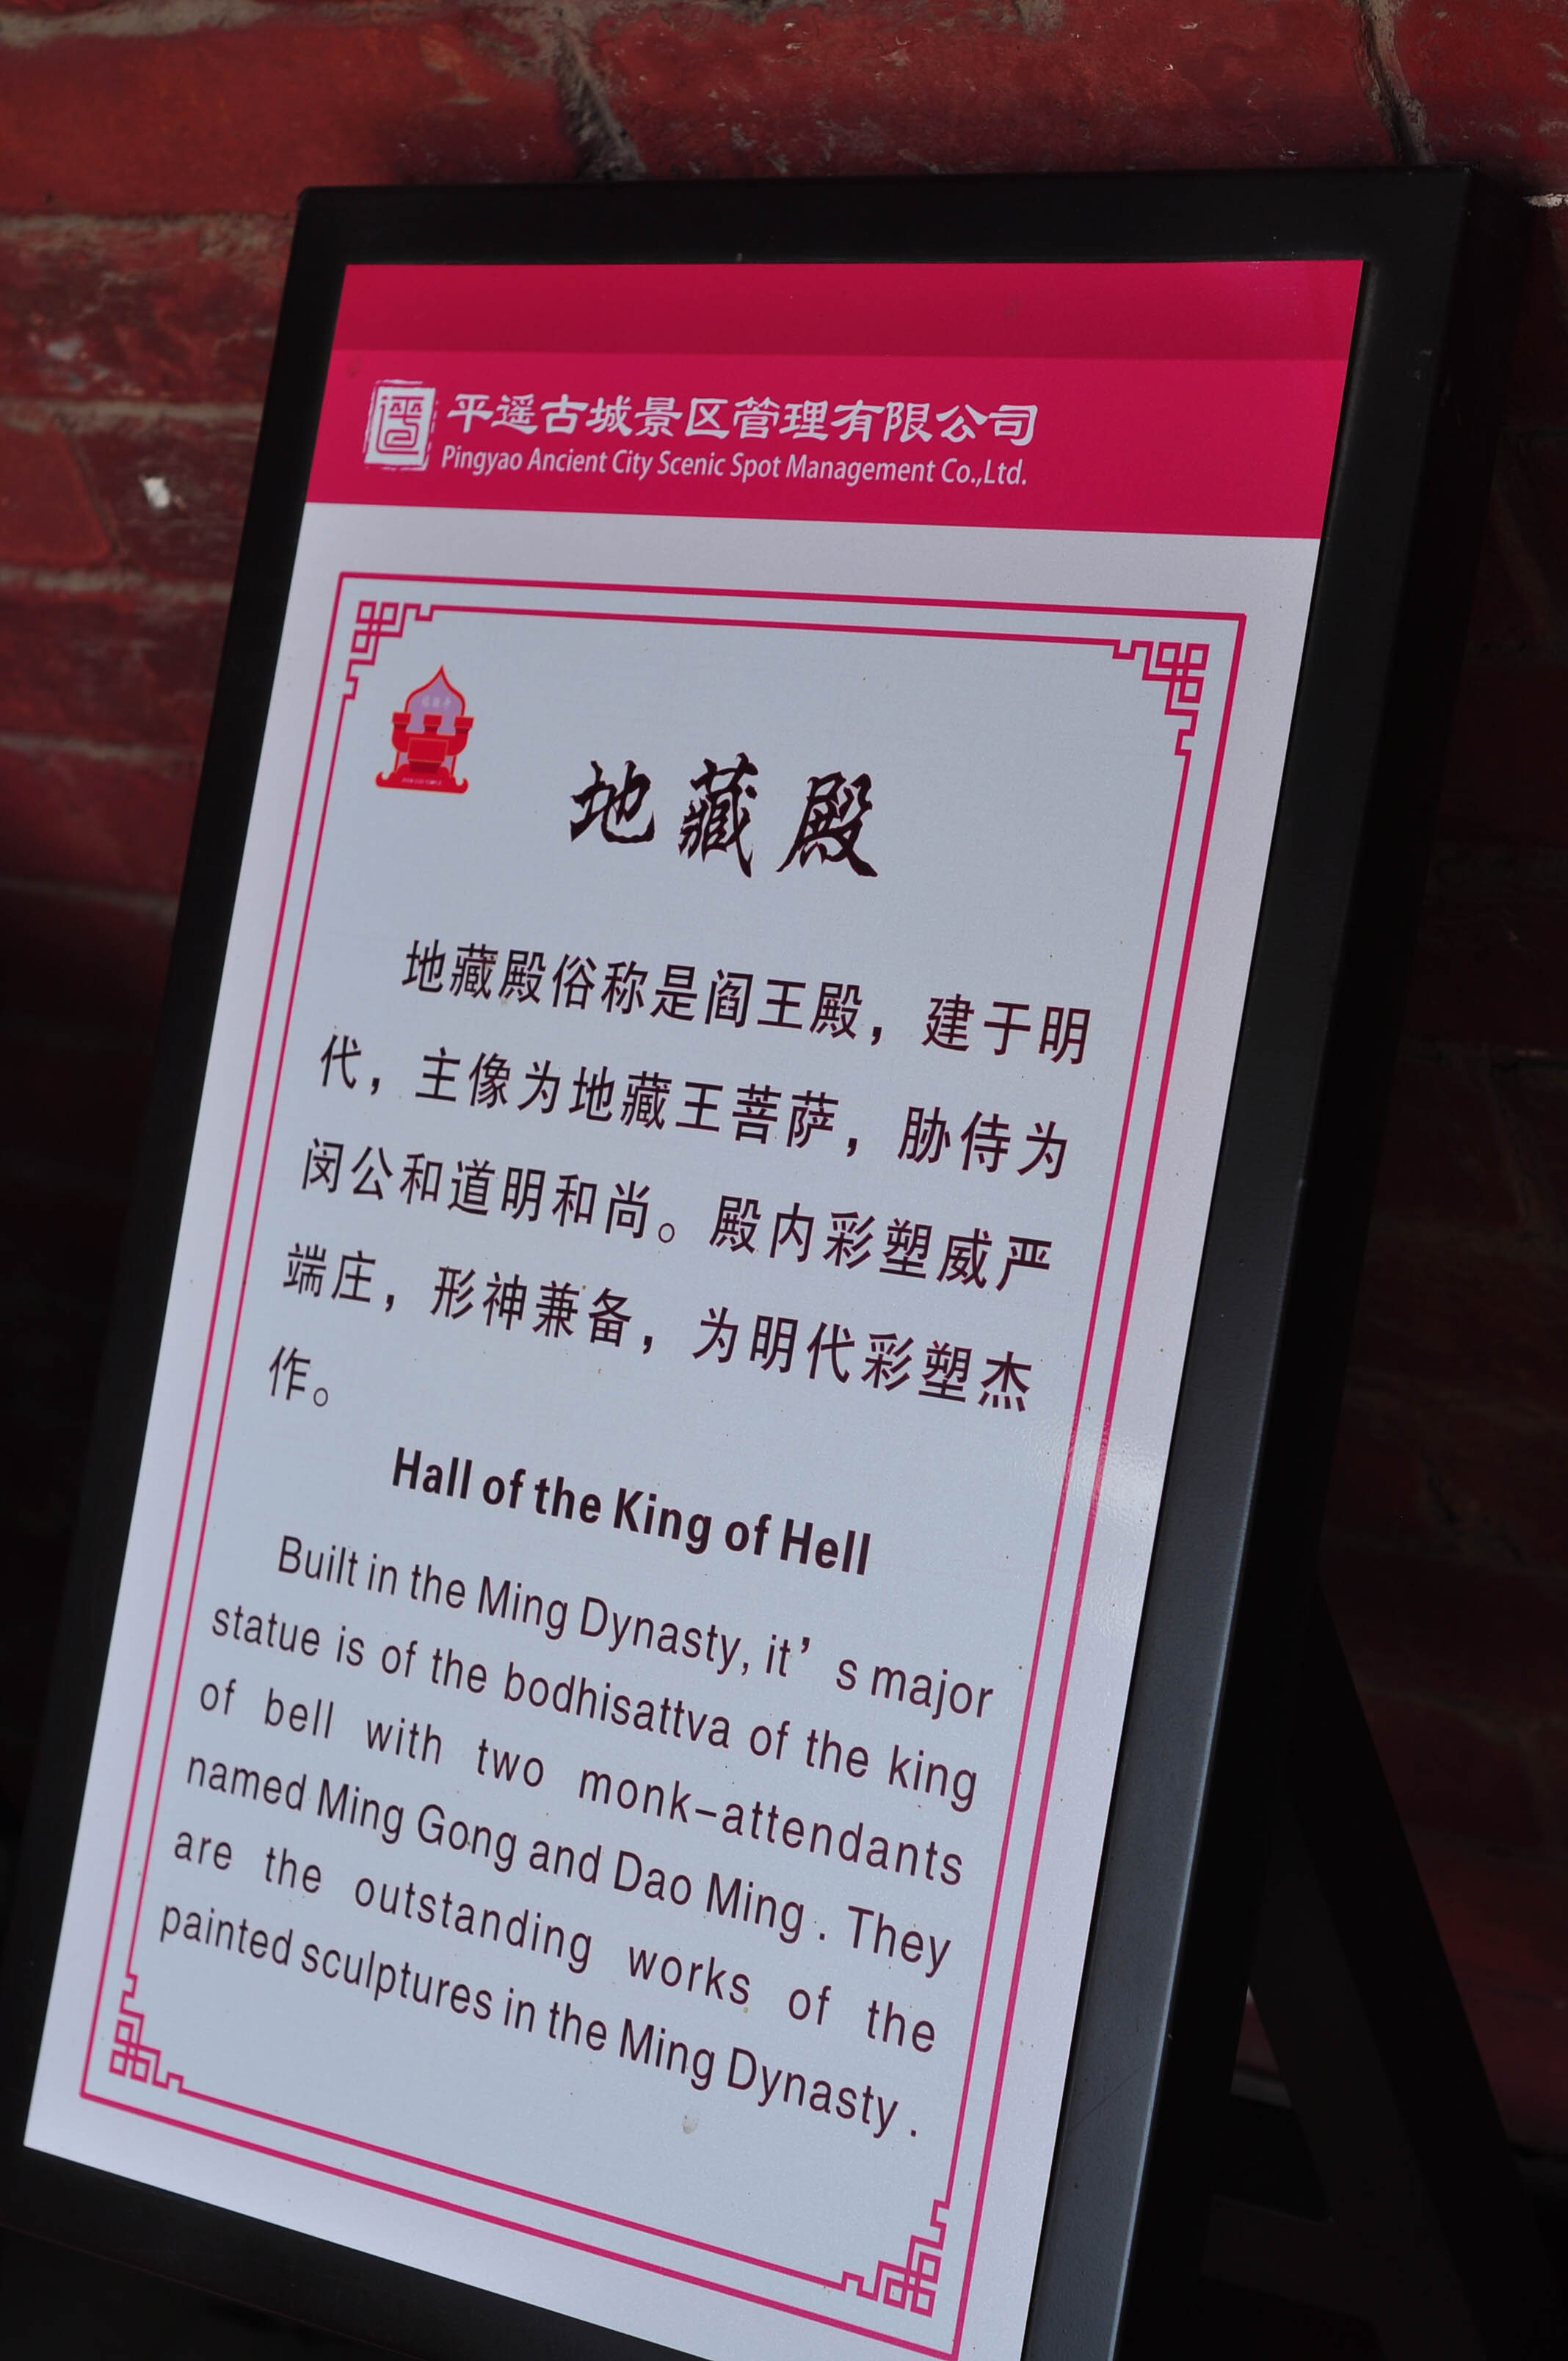 平遥古城景区管理有限公司
Pingyao Ancient City Scenic Spot Management Co.,Ltd.
地藏殿
地藏殿俗称是阎王殿，建于明
代，主像为地藏王菩萨，胁侍为
闵公和道明和尚。殿内彩塑威严
端庄，形神兼备，为明代彩塑杰
作。
Hall of the King of Hell
Built in the Ming Dynasty, it’s major
statue is of the bodhisattva of the king
of bell with two monk-attendants
named Ming Gong and Dao Ming . They
are the outstanding works of the
painted sculptures in the Ming Dynasty .